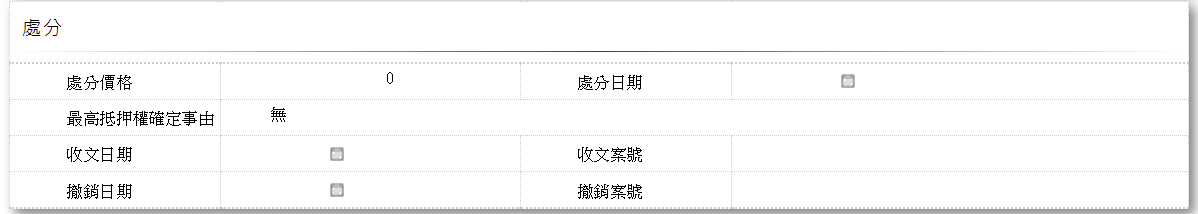 處分
處分價格 0 處分日期
最高抵押權確定事由 無
收文日期 收文案號
撤銷日期 撤銷案號